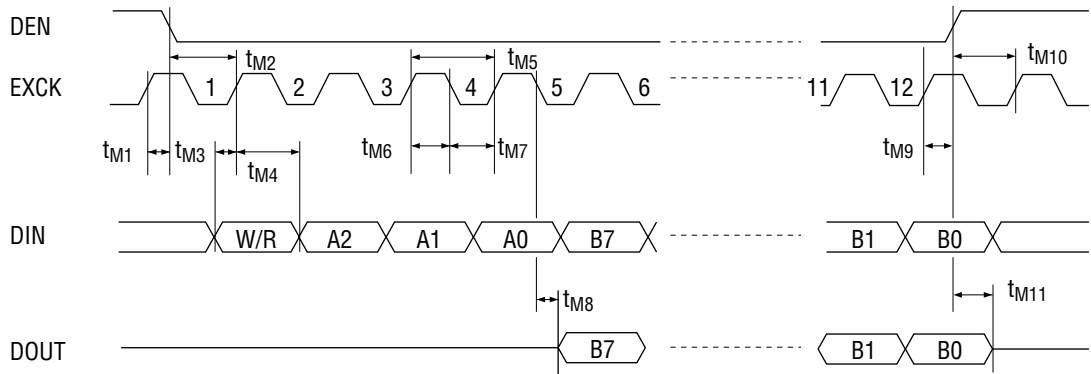 DEN
tM2 tM5 tM10
EXCK 1 2 3 4 5 6 11 12
tM1 tM3 tM4 tM6 tM7 tM9
DIN W/R A2 A1 A0 B7 B1 B0
tM8 tM11
DOUT B7 B1 B0